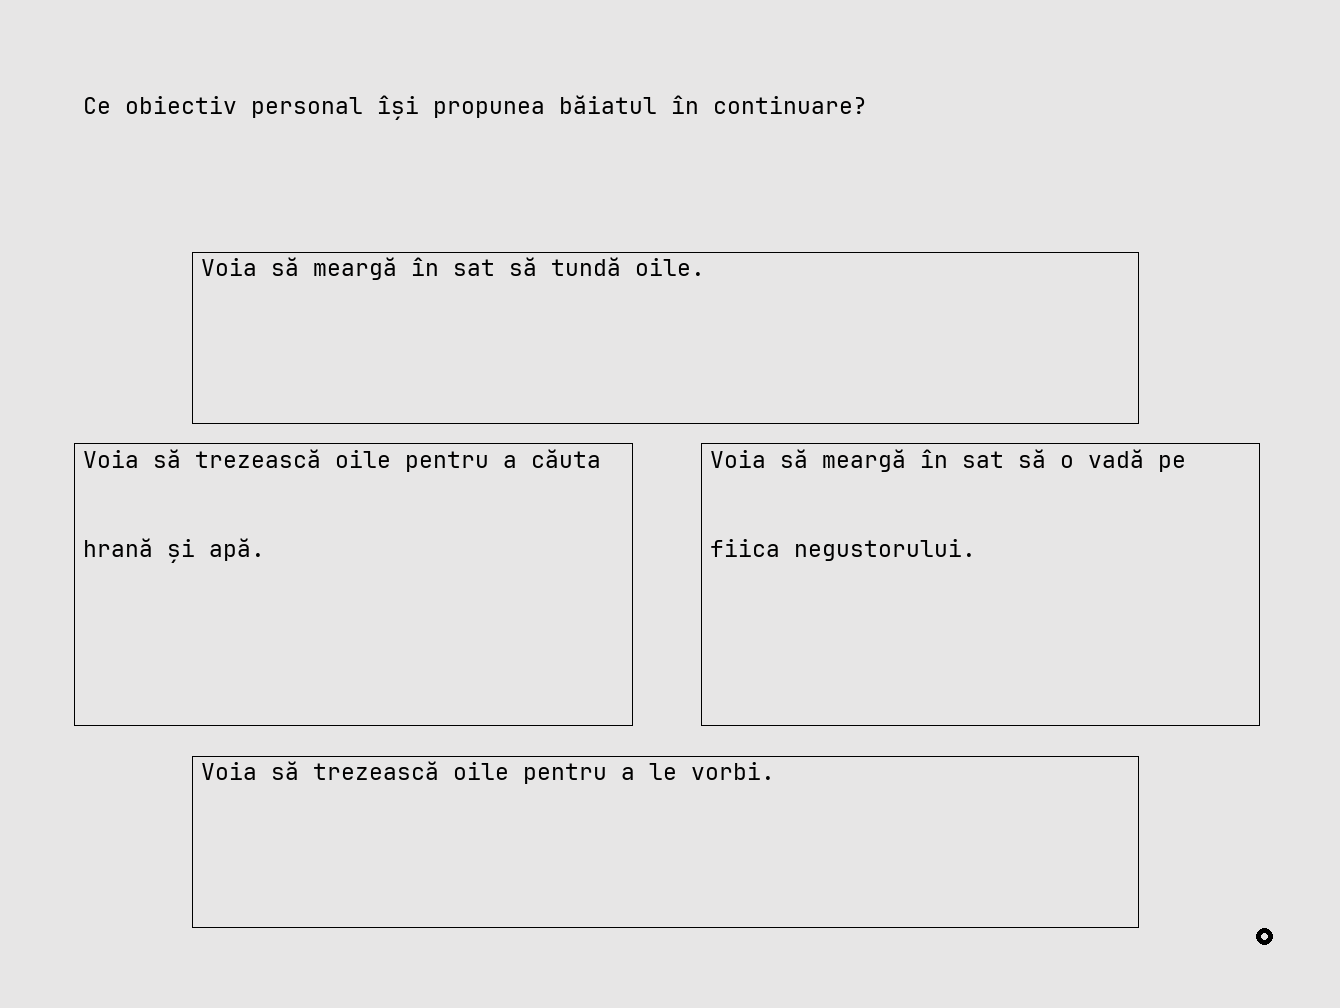 Ce obiectiv personal își propunea băiatul în continuare?
Voia să meargă în sat să tundă oile.
Voia să trezească oile pentru a căuta
hrană și apă.
Voia să meargă în sat să o vadă pe
fiica negustorului.
Voia să trezească oile pentru a le vorbi.